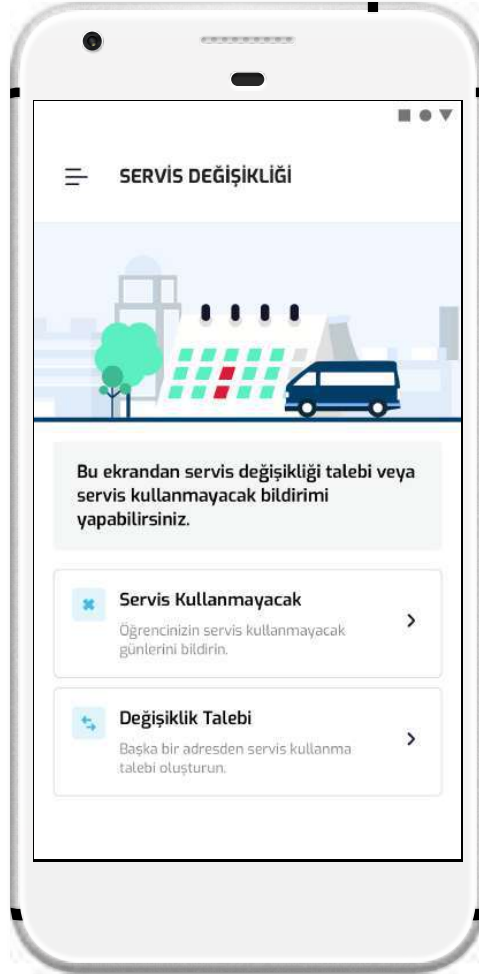 SERVİS DEĞİŞİKLİĞİ
Bu ekrandan servis değişikliği talebi veya
servis kullanmayacak bildirimi
yapabilirsiniz.
Servis Kullanmayacak
Öğrencinizin servis kullanmayacak
günlerini bildirin.
Değişiklik Talebi
Başka bir adresden servis kullanma
talebi oluşturun.